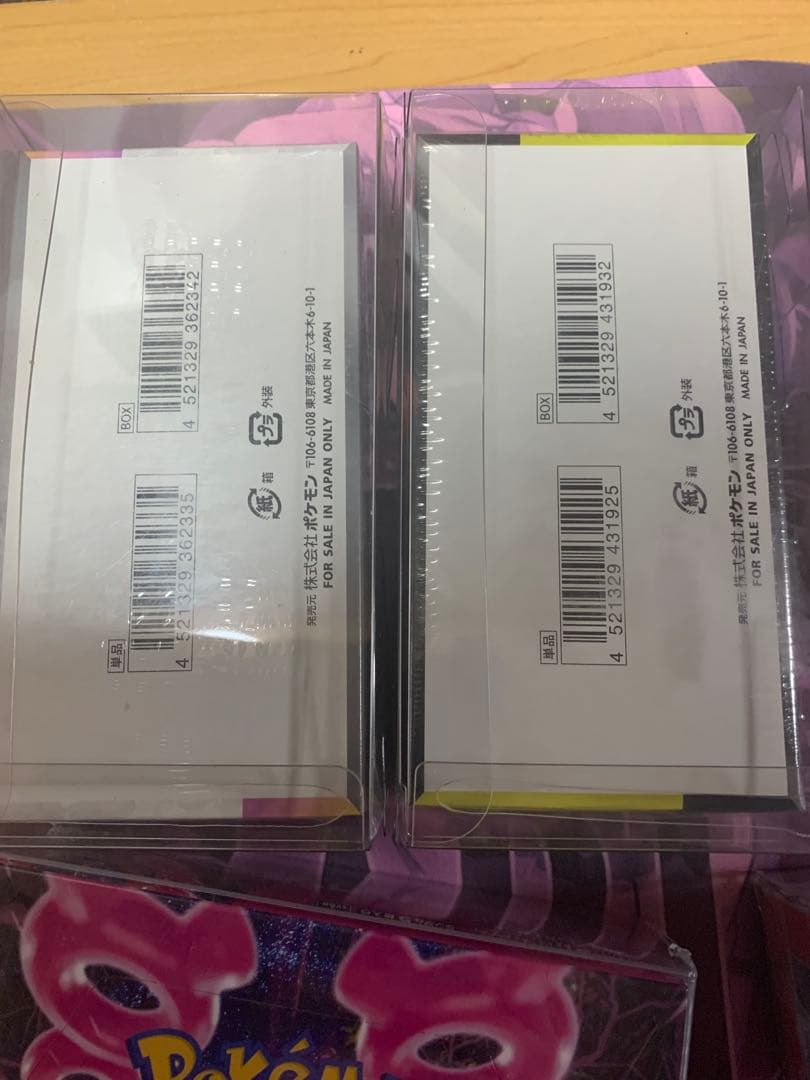 BOX
4 521329 362342
単品
4 521329 362335
プラ 外装
紙 箱
発売元 株式会社ポケモン 〒106-6108 東京都港区六本木6-10-1
FOR SALE IN JAPAN ONLY MADE IN JAPAN
BOX
4 521329 431932
単品
4 521329 431925
プラ 外装
紙 箱
発売元 株式会社ポケモン 〒106-6108 東京都港区六本木6-10-1
FOR SALE IN JAPAN ONLY MADE IN JAPAN
Pokém